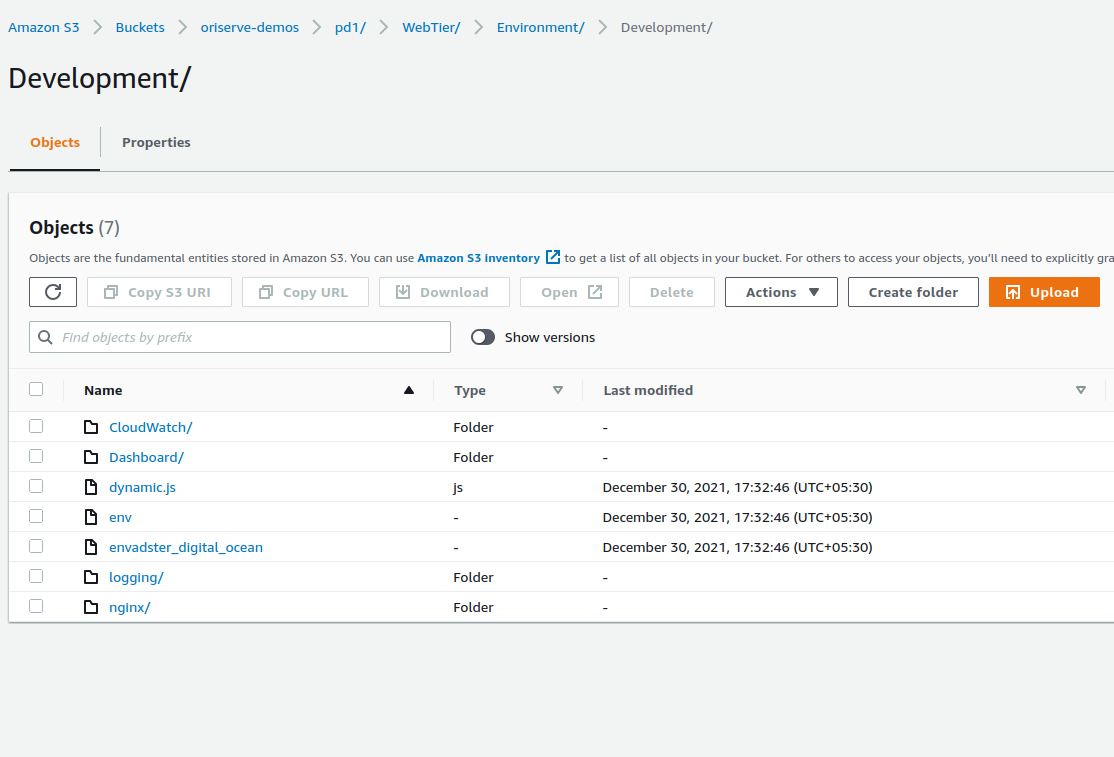 Amazon S3 > Buckets > oriserve-demos > pd1/ > WebTier/ > Environment/ > Development/
Development/
Objects Properties
Objects (7)
Objects are the fundamental entities stored in Amazon S3. You can use Amazon S3 inventory to get a list of all objects in your bucket. For others to access your objects, you'll need to explicitly gra
Copy S3 URI Copy URL Download Open Delete Actions Create folder Upload
Find objects by prefix Show versions
Name Type Last modified
CloudWatch/ Folder -
Dashboard/ Folder -
dynamic.js js December 30, 2021, 17:32:46 (UTC+05:30)
env - December 30, 2021, 17:32:46 (UTC+05:30)
envadster_digital_ocean - December 30, 2021, 17:32:46 (UTC+05:30)
logging/ Folder -
nginx/ Folder -